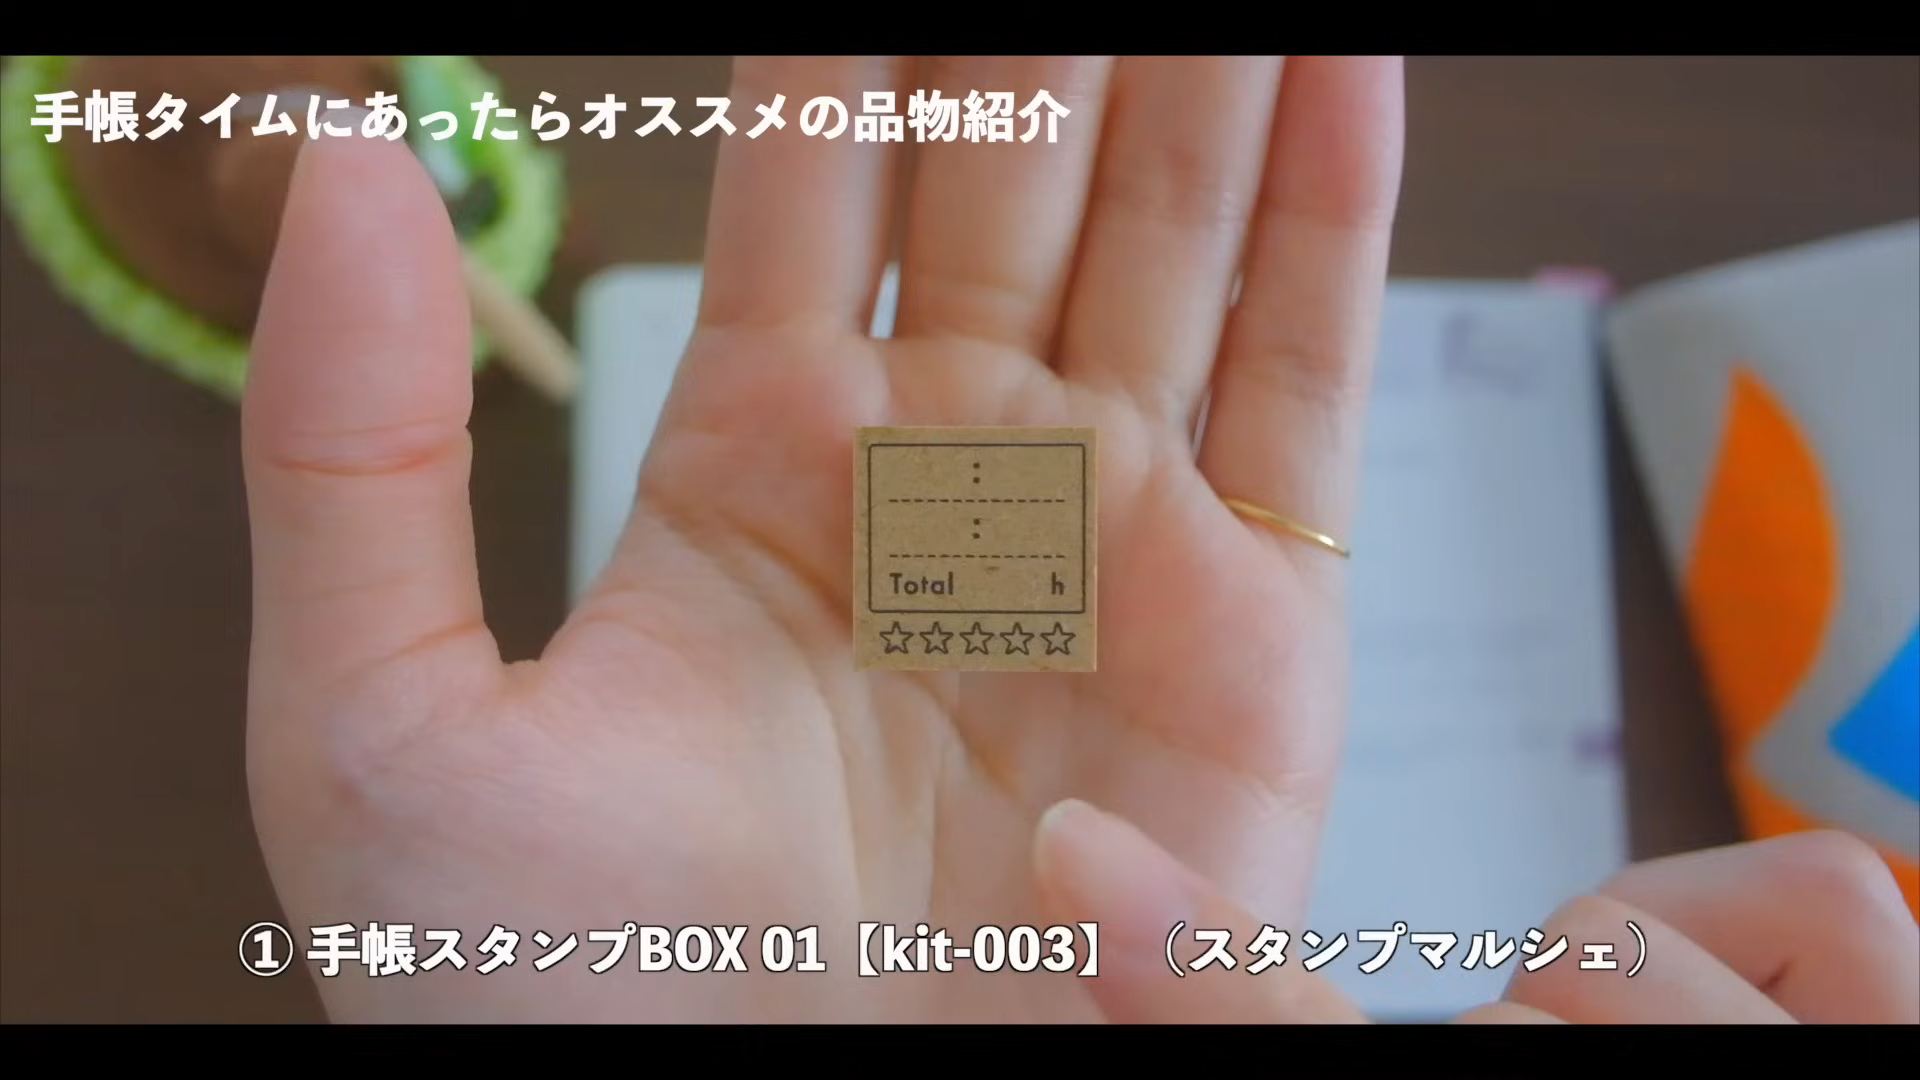 手帳タイムにあったらオススメの品物紹介
:
:
Total h
☆☆☆☆☆
① 手帳スタンプBOX 01【kit-003】 （スタンプマルシェ）